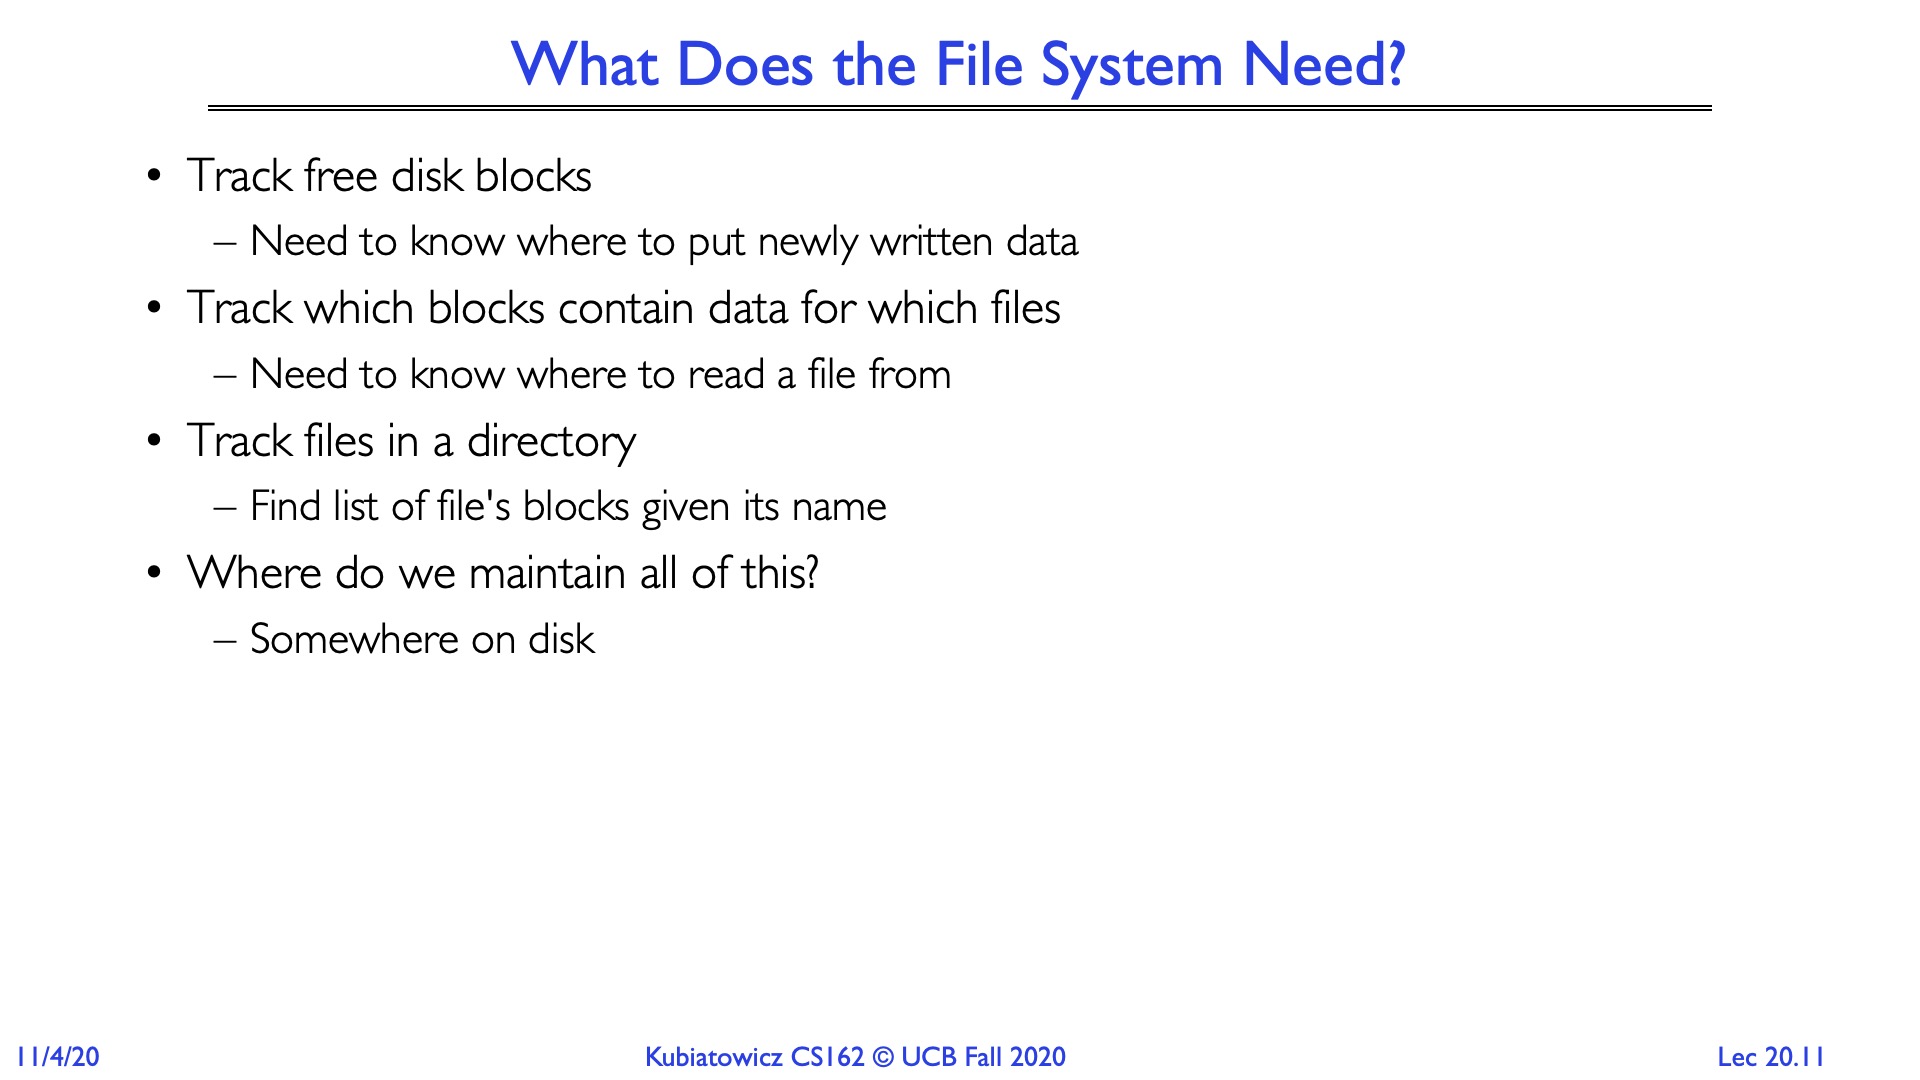 What Does the File System Need?
• Track free disk blocks
– Need to know where to put newly written data
• Track which blocks contain data for which files
– Need to know where to read a file from
• Track files in a directory
– Find list of file's blocks given its name
• Where do we maintain all of this?
– Somewhere on disk
11/4/20
Kubiatowicz CS162 © UCB Fall 2020
Lec 20.11